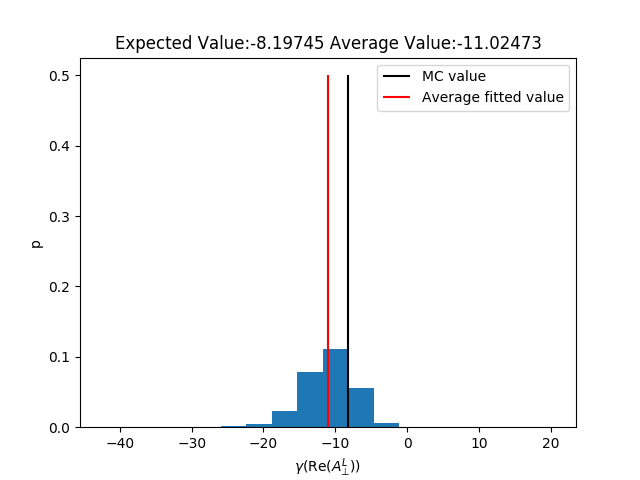 Expected Value:-8.19745 Average Value:-11.02473
MC value
Average fitted value
0.5
0.4
0.3
0.2
0.1
0.0
p
−40 −30 −20 −10 0 10 20
γ(Re(A_⊥^L))